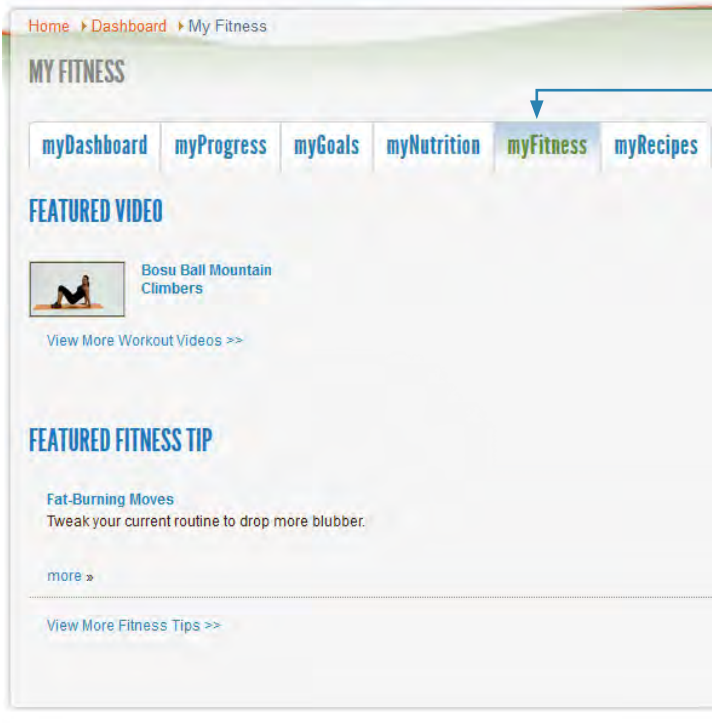 Home Dashboard My Fitness
MY FITNESS
myDashboard myProgress myGoals myNutrition myFitness myRecipes
FEATURED VIDEO
Bosu Ball Mountain
Climbers
View More Workout Videos >>
FEATURED FITNESS TIP
Fat-Burning Moves
Tweak your current routine to drop more blubber.
more »
View More Fitness Tips >>